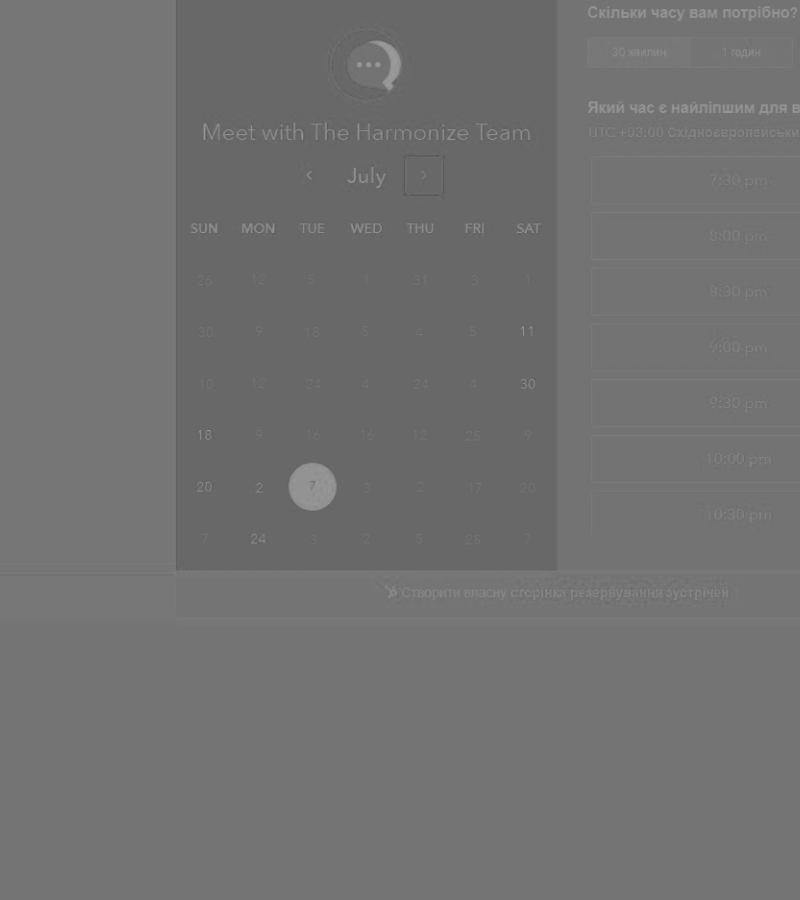 Meet with The Harmonize Team
July
SUN MON TUE WED THU FRI SAT
26 12 5 1 31 3 1
30 9 18 5 4 5 11
10 12 24 4 24 4 30
18 9 16 16 12 25 9
20 2 7 3 2 17 20
7 24 3 2 5 25 7
Скільки часу вам потрібно?
30 хвилин 1 годин
Який час є найліпшим для в
UTC +03:00 Східноєвропейськи
7:30 pm
8:00 pm
8:30 pm
9:00 pm
9:30 pm
10:00 pm
10:30 pm
Створити власну сторінка резервування зустрічей